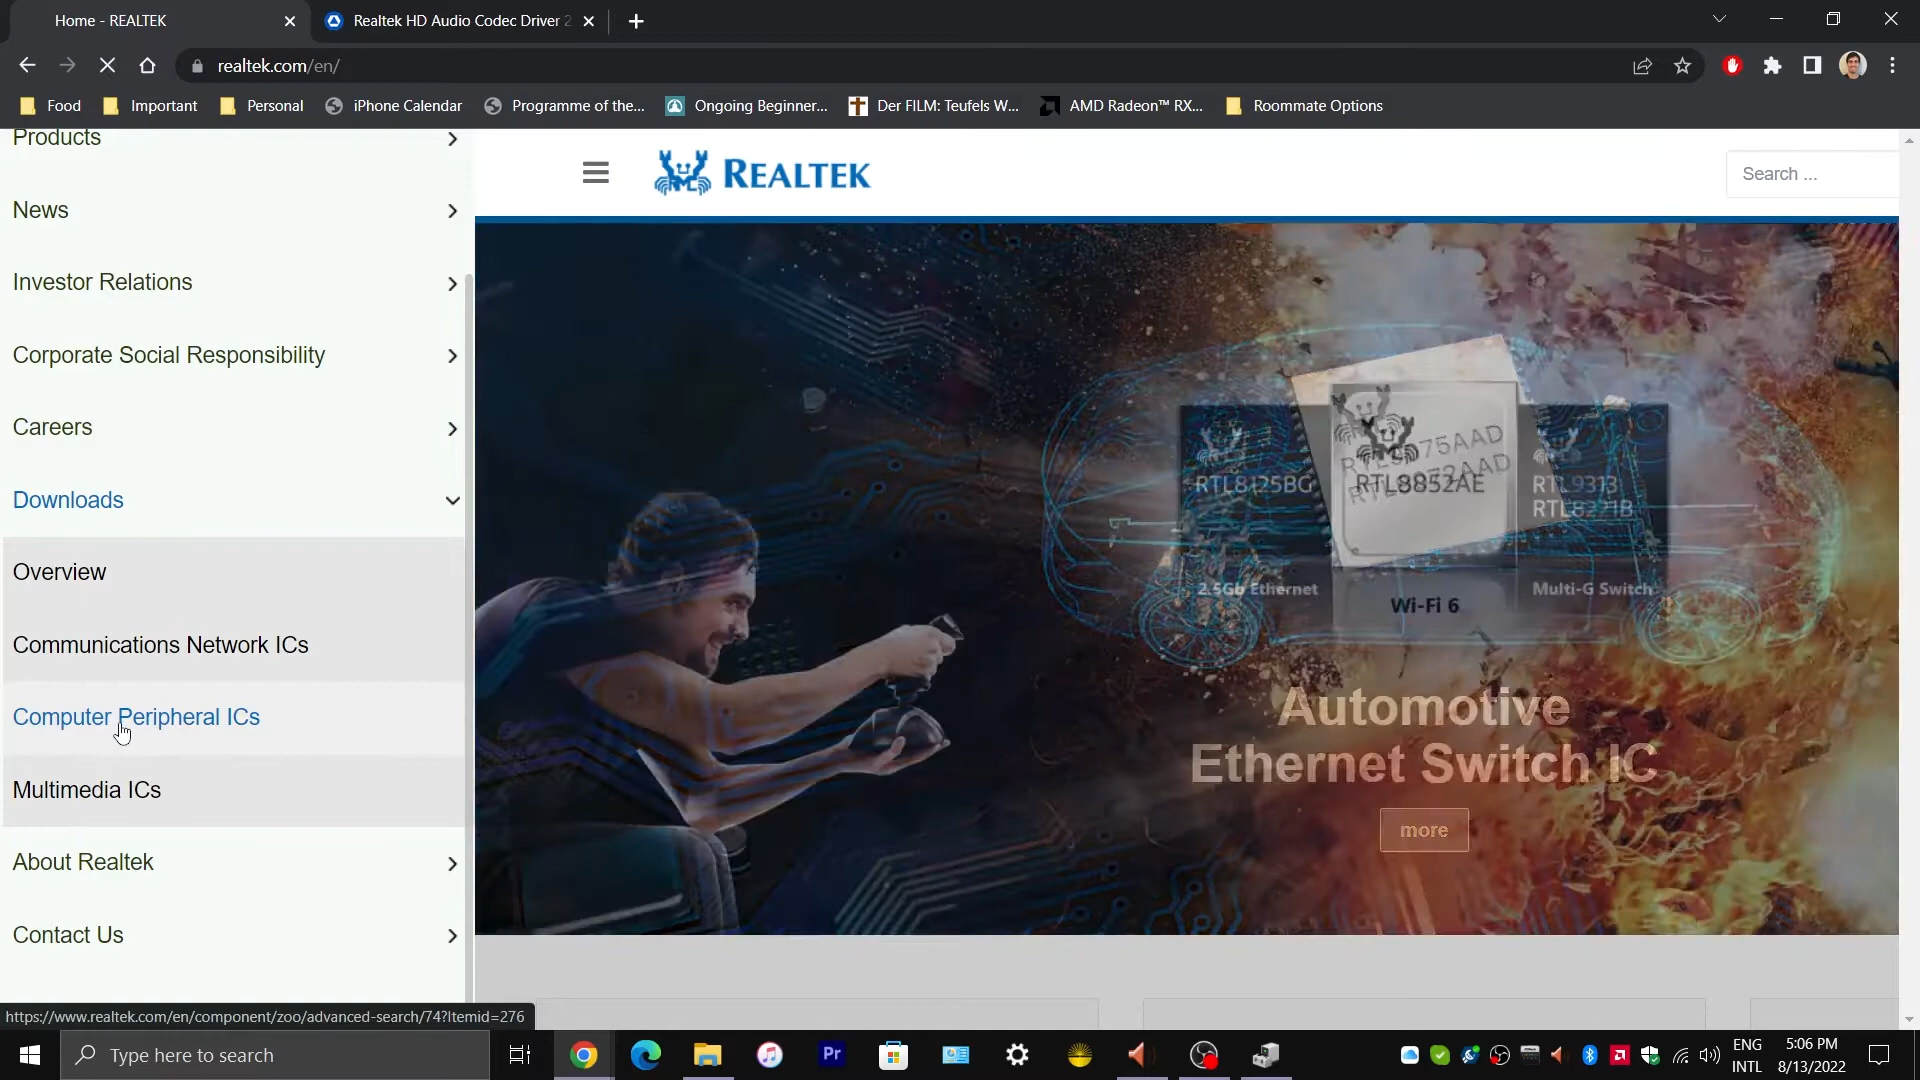 Home - REALTEK
Realtek HD Audio Codec Driver 2
realtek.com/en/
Food
Important
Personal
iPhone Calendar
Programme of the...
Ongoing Beginner...
Der FILM: Teufels W...
AMD Radeon™ RX...
Roommate Options
Products
News
Investor Relations
Corporate Social Responsibility
Careers
Downloads
Overview
Communications Network ICs
Computer Peripheral ICs
Multimedia ICs
About Realtek
Contact Us
REALTEK
Search ...
RTL8125BG
RTL8852AE
RTL9313
RTL8271B
2.5Gb Ethernet
Wi-Fi 6
Multi-G Switch
Automotive
Ethernet Switch IC
more
https://www.realtek.com/en/component/zoo/advanced-search/74?Itemid=276
Type here to search
Pr
ENG
INTL
5:06 PM
8/13/2022